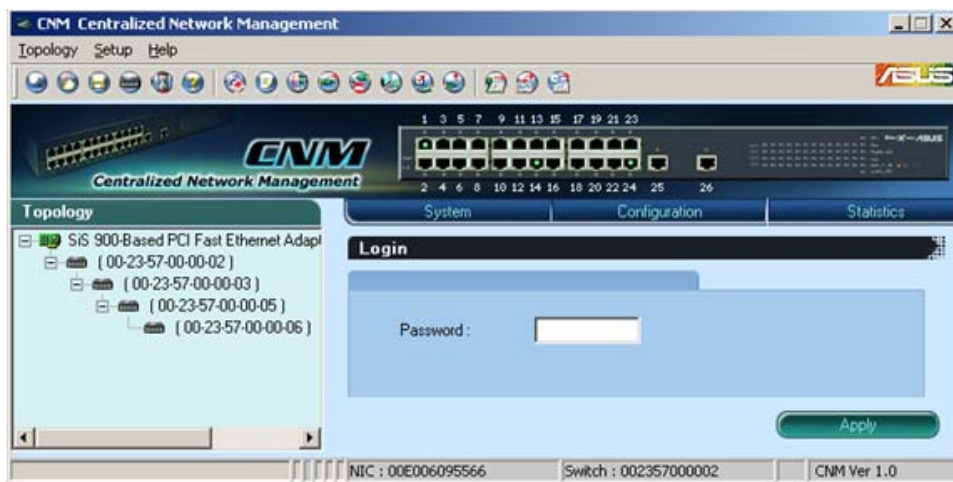 CNM Centralized Network Management
Topology Setup Help
ASUS
1 3 5 7 9 11 13 15 17 19 21 23
CNM
Centralized Network Management
2 4 6 8 10 12 14 16 18 20 22 24 25 26
Topology
System Configuration Statistics
SiS 900-Based PCI Fast Ethernet Adapt
( 00-23-57-00-00-02 )
( 00-23-57-00-00-03 )
( 00-23-57-00-00-05 )
( 00-23-57-00-00-06 )
Login
Password :
Apply
NIC : 00E006095566 Switch : 002357000002 CNM Ver 1.0